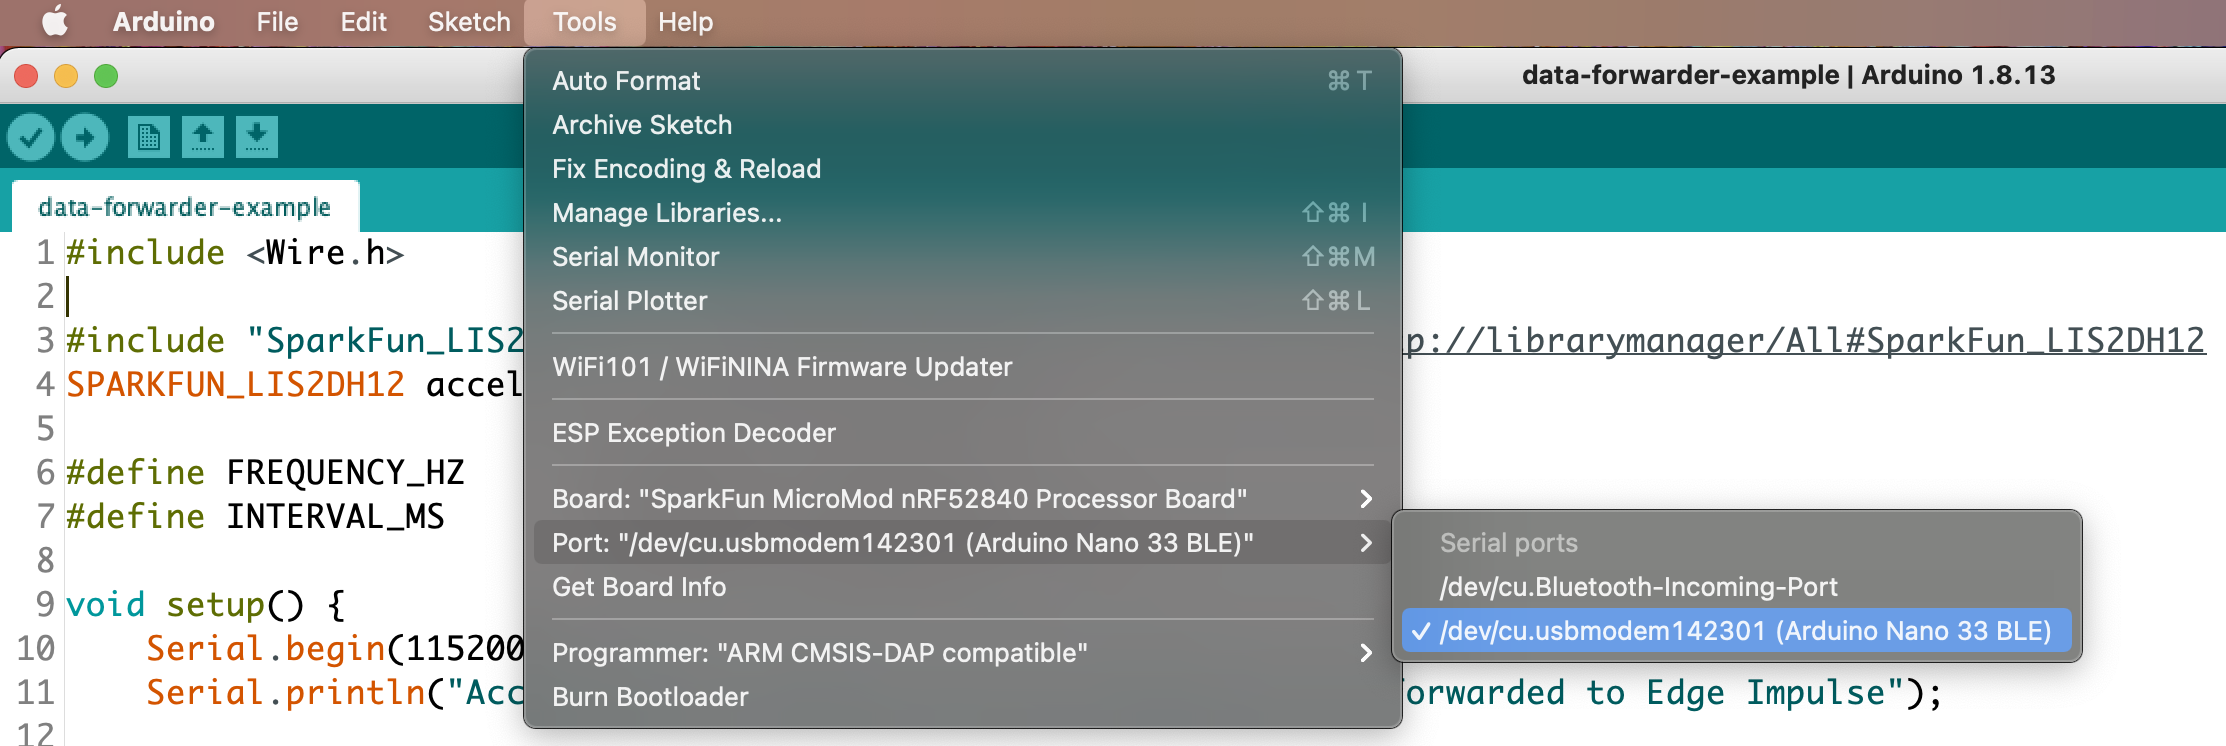 Arduino File Edit Sketch Tools Help
data-forwarder-example | Arduino 1.8.13
data-forwarder-example
Auto Format ⌘T
Archive Sketch
Fix Encoding & Reload
Manage Libraries... ⇧⌘I
Serial Monitor ⇧⌘M
Serial Plotter ⇧⌘L
WiFi101 / WiFiNINA Firmware Updater
ESP Exception Decoder
Board: "SparkFun MicroMod nRF52840 Processor Board"
Port: "/dev/cu.usbmodem142301 (Arduino Nano 33 BLE)"
Get Board Info
Programmer: "ARM CMSIS-DAP compatible"
Burn Bootloader
Serial ports
/dev/cu.Bluetooth-Incoming-Port
✓ /dev/cu.usbmodem142301 (Arduino Nano 33 BLE)
1 #include <Wire.h>
2
3 #include "SparkFun_LIS2 p://librarymanager/All#SparkFun_LIS2DH12
4 SPARKFUN_LIS2DH12 accel
5
6 #define FREQUENCY_HZ
7 #define INTERVAL_MS
8
9 void setup() {
10 Serial.begin(115200
11 Serial.println("Acc orwarded to Edge Impulse");
12